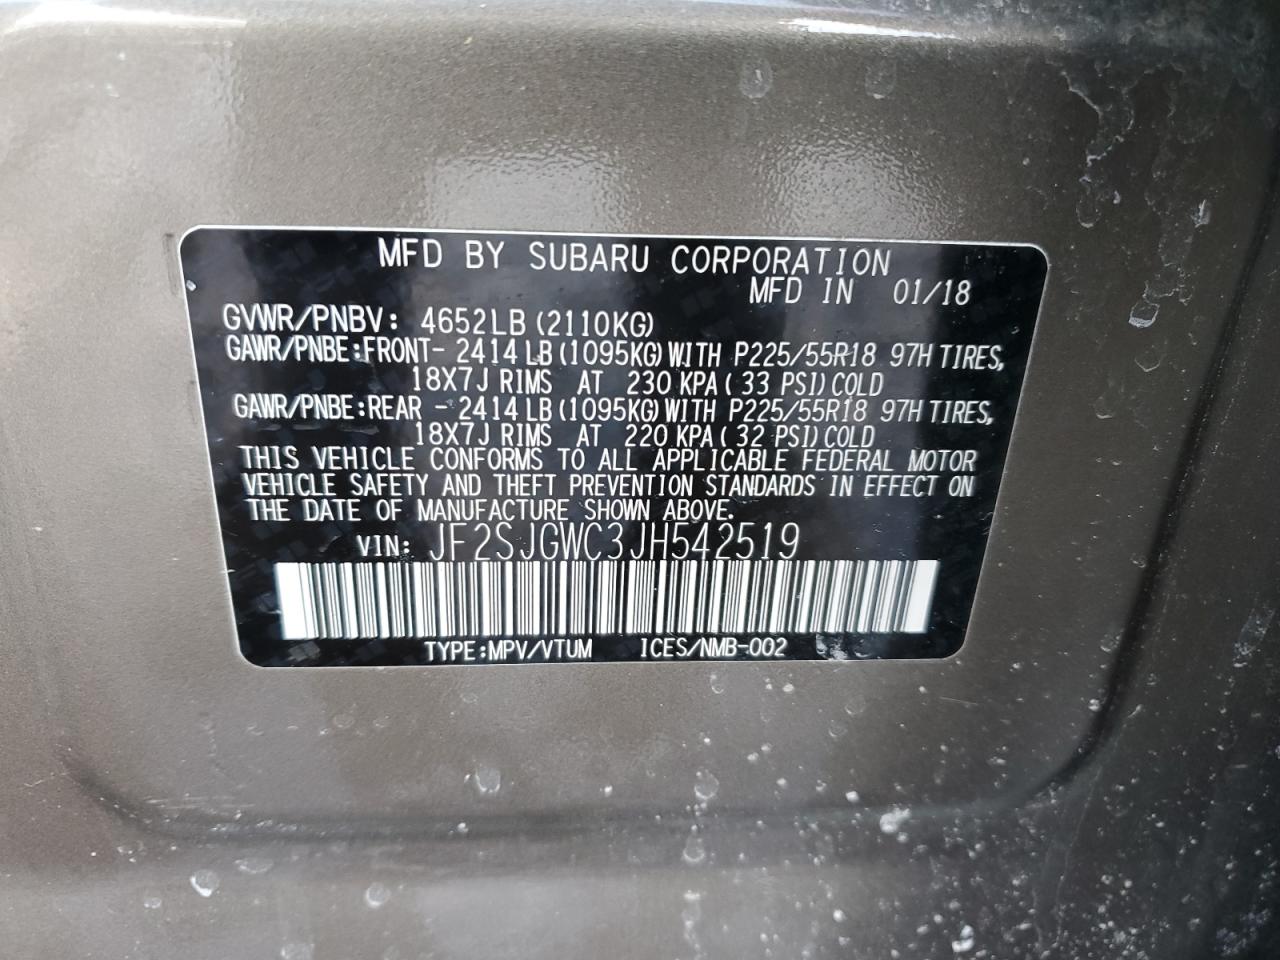 MFD BY SUBARU CORPORATION
MFD IN 01/18
GVWR/PNBV: 4652LB(2110KG)
GAWR/PNBE:FRONT- 2414LB(1095KG)WITH P225/55R18 97H TIRES,
18X7J RIMS AT 230 KPA( 33 PSI)COLD
GAWR/PNBE:REAR - 2414LB(1095KG)WITH P225/55R18 97H TIRES,
18X7J RIMS AT 220 KPA( 32 PSI)COLD
THIS VEHICLE CONFORMS TO ALL APPLICABLE FEDERAL MOTOR
VEHICLE SAFETY AND THEFT PREVENTION STANDARDS IN EFFECT ON
THE DATE OF MANUFACTURE SHOWN ABOVE.
VIN: JF2SJGWC3JH542519
TYPE:MPV/VTUM ICES/NMB-002